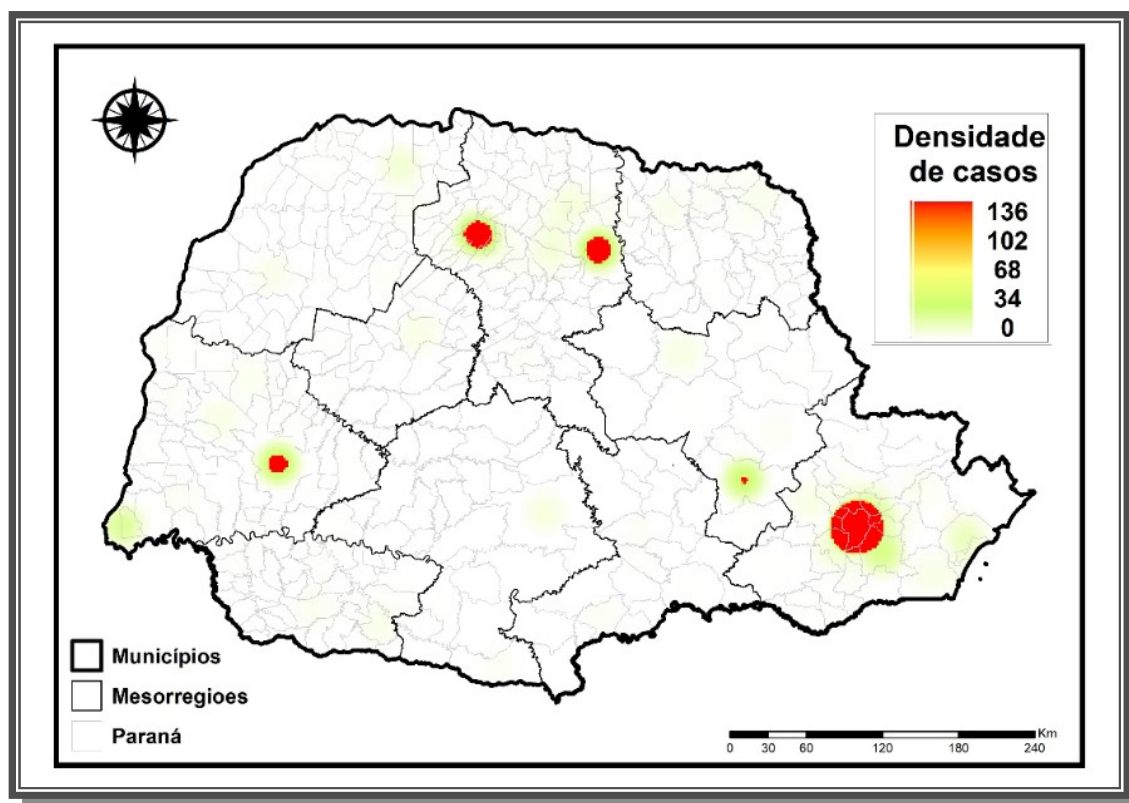 Densidade
de casos
136
102
68
34
0
Municípios
Mesorregioes
Paraná
Km
0 30 60 120 180 240